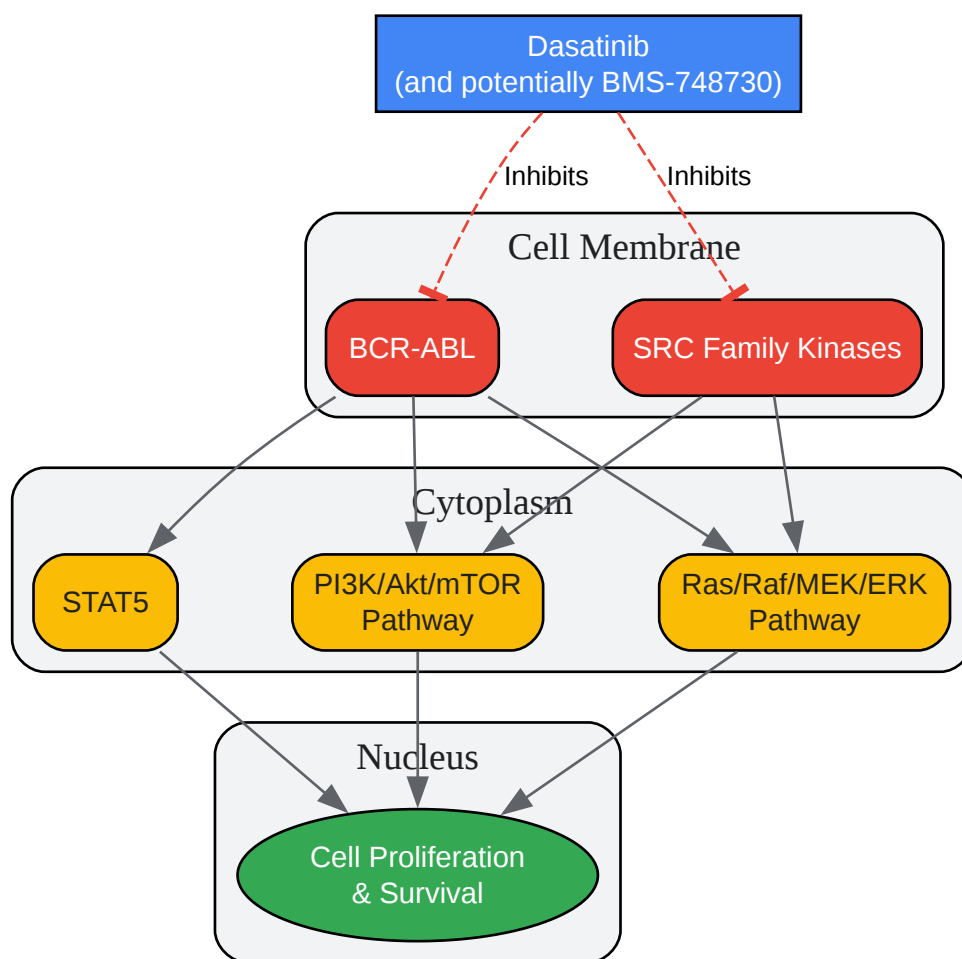 Dasatinib
(and potentially BMS-748730)
Inhibits
Inhibits
Cell Membrane
BCR-ABL
SRC Family Kinases
Cytoplasm
STAT5
PI3K/Akt/mTOR
Pathway
Ras/Raf/MEK/ERK
Pathway
Nucleus
Cell Proliferation
& Survival